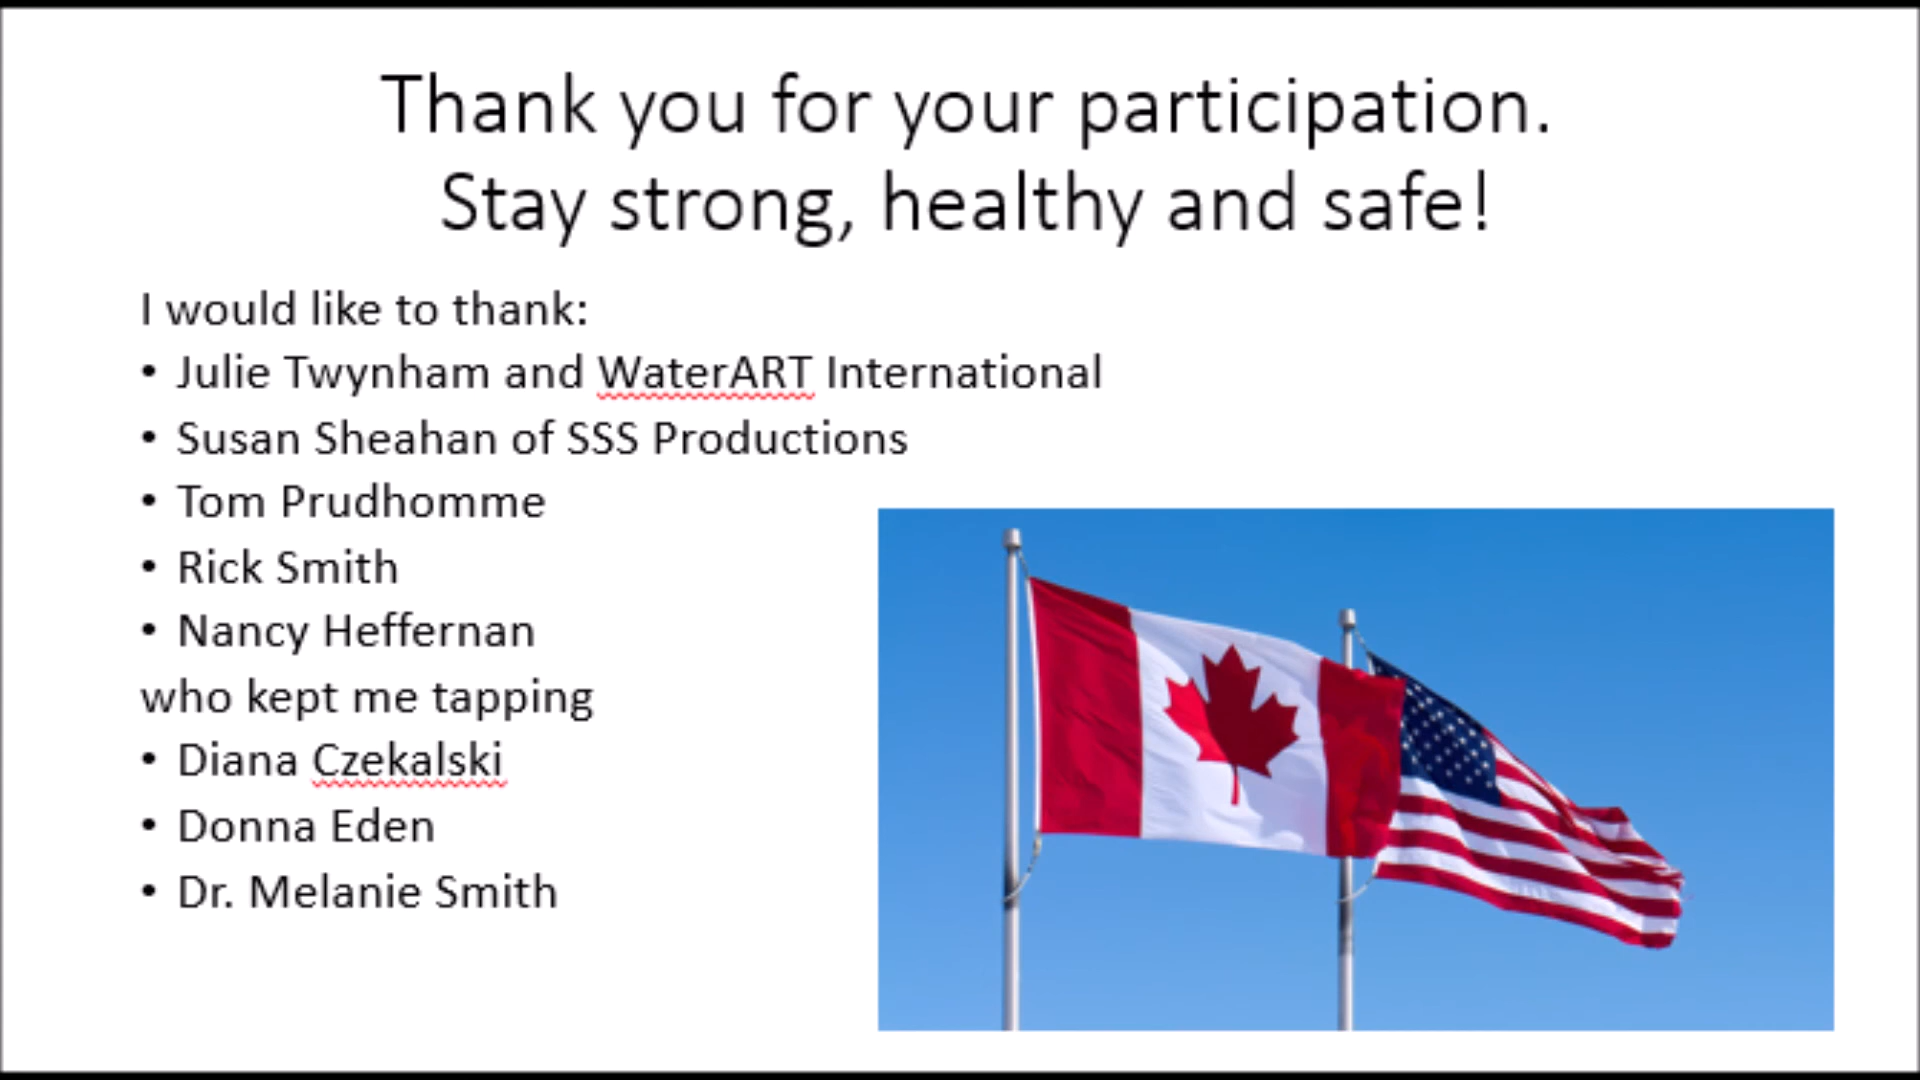 Thank you for your participation.
Stay strong, healthy and safe!
I would like to thank:
• Julie Twynham and WaterART International
• Susan Sheahan of SSS Productions
• Tom Prudhomme
• Rick Smith
• Nancy Heffernan
who kept me tapping
• Diana Czekalski
• Donna Eden
• Dr. Melanie Smith